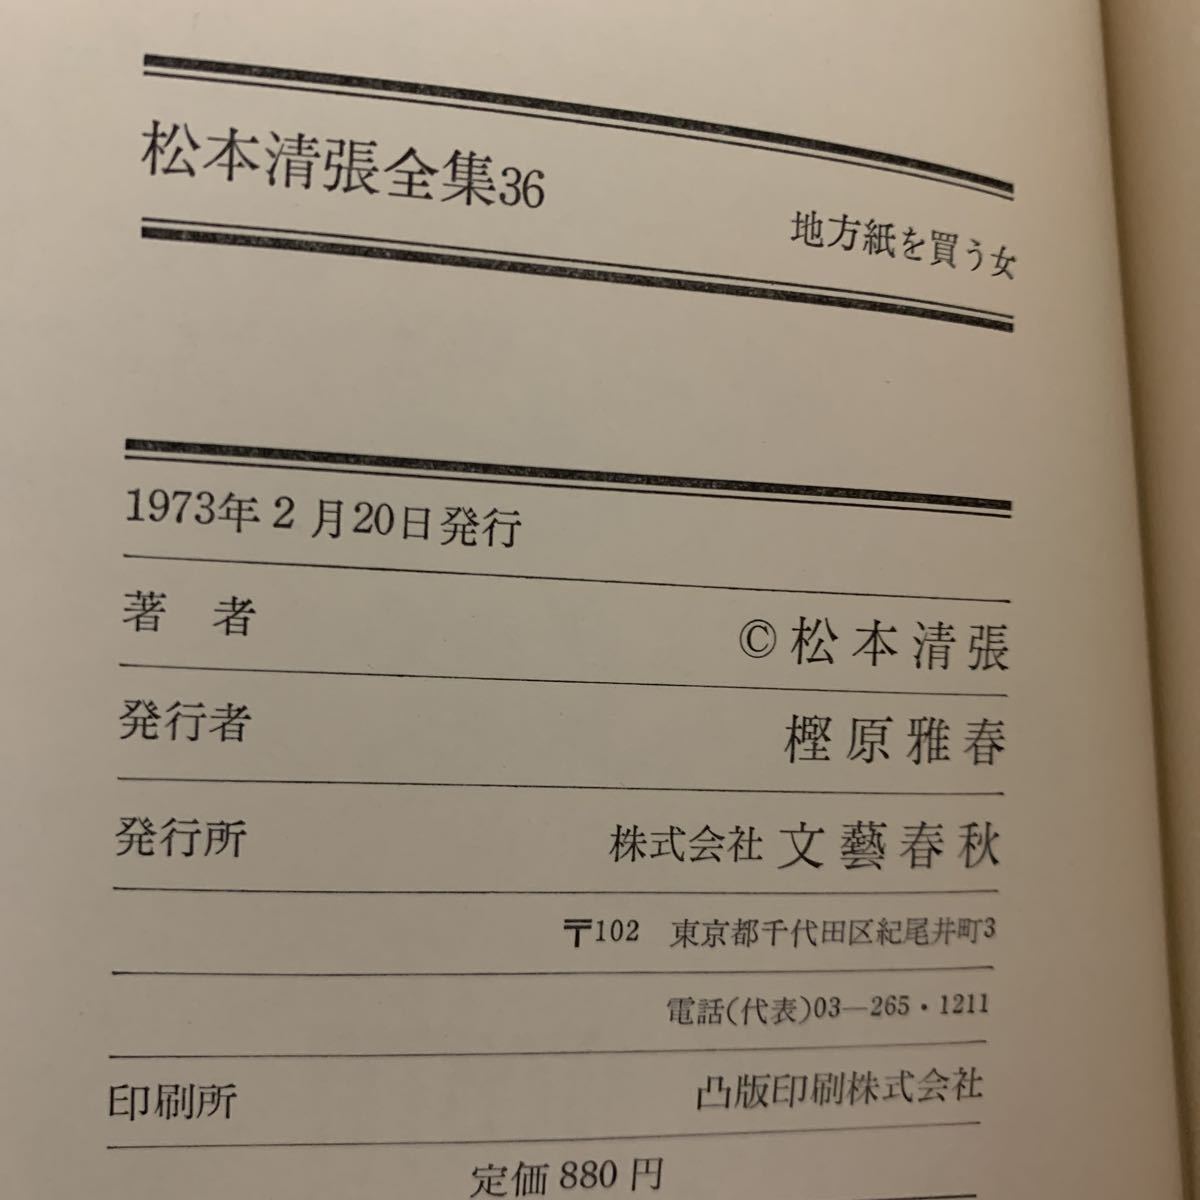 松本清張全集36 地方紙を買う女
1973年2月20日発行
著 者 ©松本清張
発行者 樫原雅春
発行所 株式会社 文藝春秋
〒102 東京都千代田区紀尾井町3
電話(代表)03—265・1211
印刷所 凸版印刷株式会社
定価880円